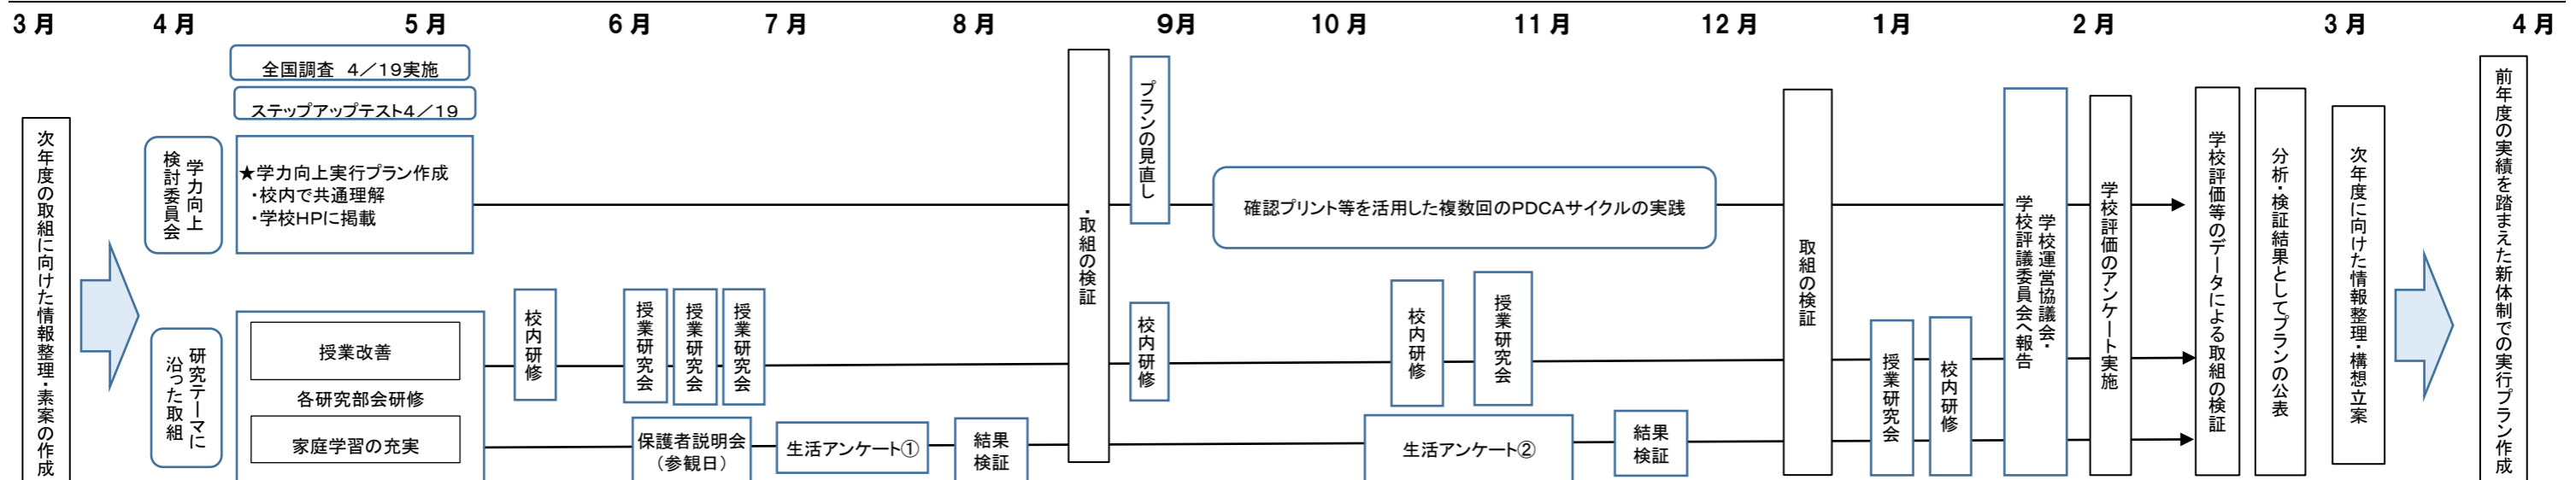 3月 4月 5月 6月 7月 8月 9月 10月 11月 12月 1月 2月 3月 4月
次年度の取組に向けた情報整理・素案の作成
学力向上
検討委員会
研究テーマに
沿った取組
全国調査 4/19実施
ステップアップテスト4/19
★学力向上実行プラン作成
・校内で共通理解
・学校HPに掲載
授業改善
各研究部会研修
家庭学習の充実
校内研修
授業研究会
授業研究会
授業研究会
保護者説明会
(参観日)
生活アンケート①
結果
検証
・取組の検証
プランの見直し
校内研修
確認プリント等を活用した複数回のPDCAサイクルの実践
校内研修
授業研究会
生活アンケート②
結果
検証
取組の検証
授業研究会
校内研修
学校運営協議会・
学校評議委員会へ報告
学校評価のアンケート実施
学校評価等のデータによる取組の検証
分析・検証結果としてプランの公表
次年度に向けた情報整理・構想立案
前年度の実績を踏まえた新体制での実行プラン作成